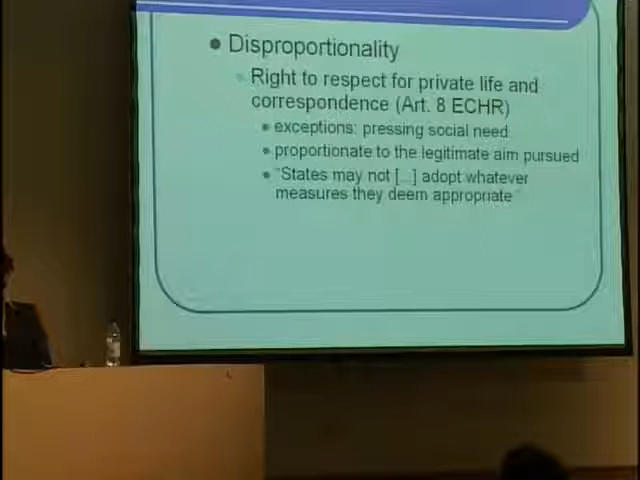 Disproportionality
Right to respect for private life and
correspondence (Art. 8 ECHR)
exceptions: pressing social need
proportionate to the legitimate aim pursued
"States may not [...] adopt whatever
measures they deem appropriate"